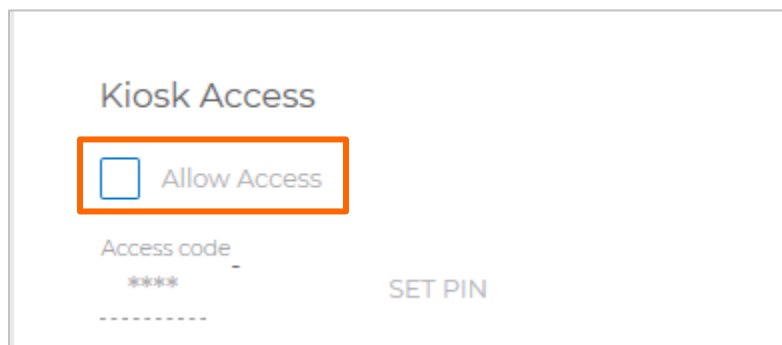 Kiosk Access
Allow Access
Access code
****
SET PIN